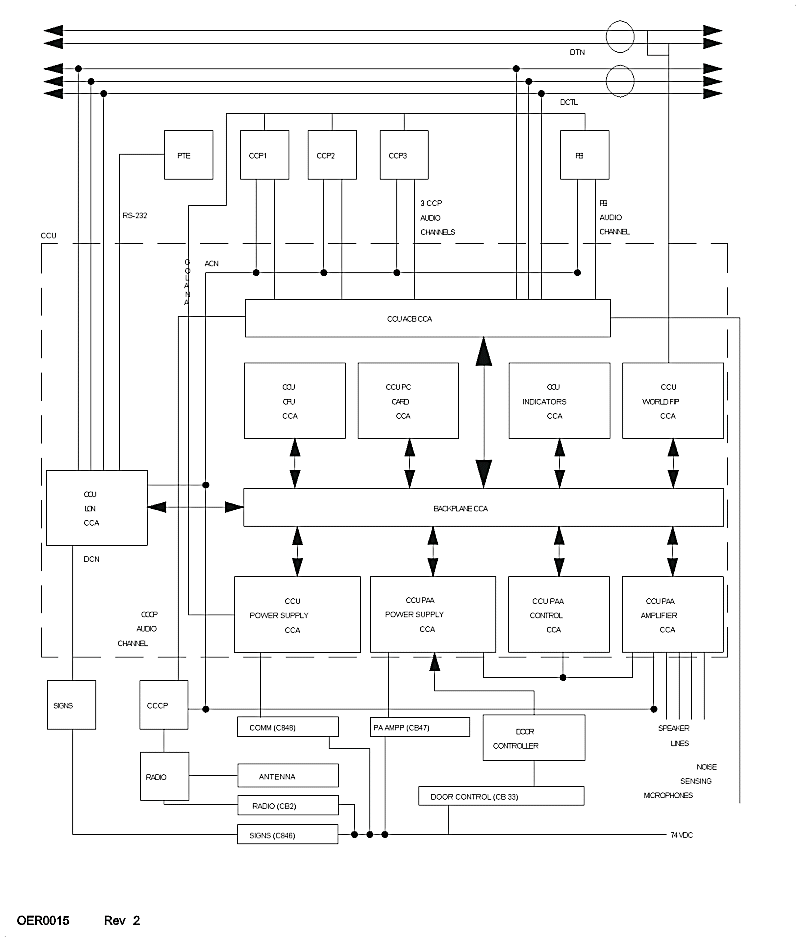 DTN
DCTL
PTE
CCP1
CCP2
CCP3
PB
RS-232
3 CCP
AUDIO
CHANNELS
PB
AUDIO
CHANNEL
CCU
ACN
CCU ACB CCA
CCU
CPU
CCA
CCU PC
CARD
CCA
CCU
INDICATORS
CCA
CCU
WORLD FIP
CCA
CCU
LCN
CCA
BACKPLANE CCA
DCN
CCU
POWER SUPPLY
CCA
CCU PAA
POWER SUPPLY
CCA
CCU PAA
CONTROL
CCA
CCU PAA
AMPLIFIER
CCA
CCCP
AUDIO
CHANNEL
SIGNS
CCCP
COMM (CB48)
PA AMPP (CB47)
DOOR
CONTROLLER
SPEAKER
LINES
NOISE
SENSING
MICROPHONES
RADIO
ANTENNA
RADIO (CB2)
DOOR CONTROL (CB 33)
SIGNS (CB46)
74 VDC
OER0015 Rev 2